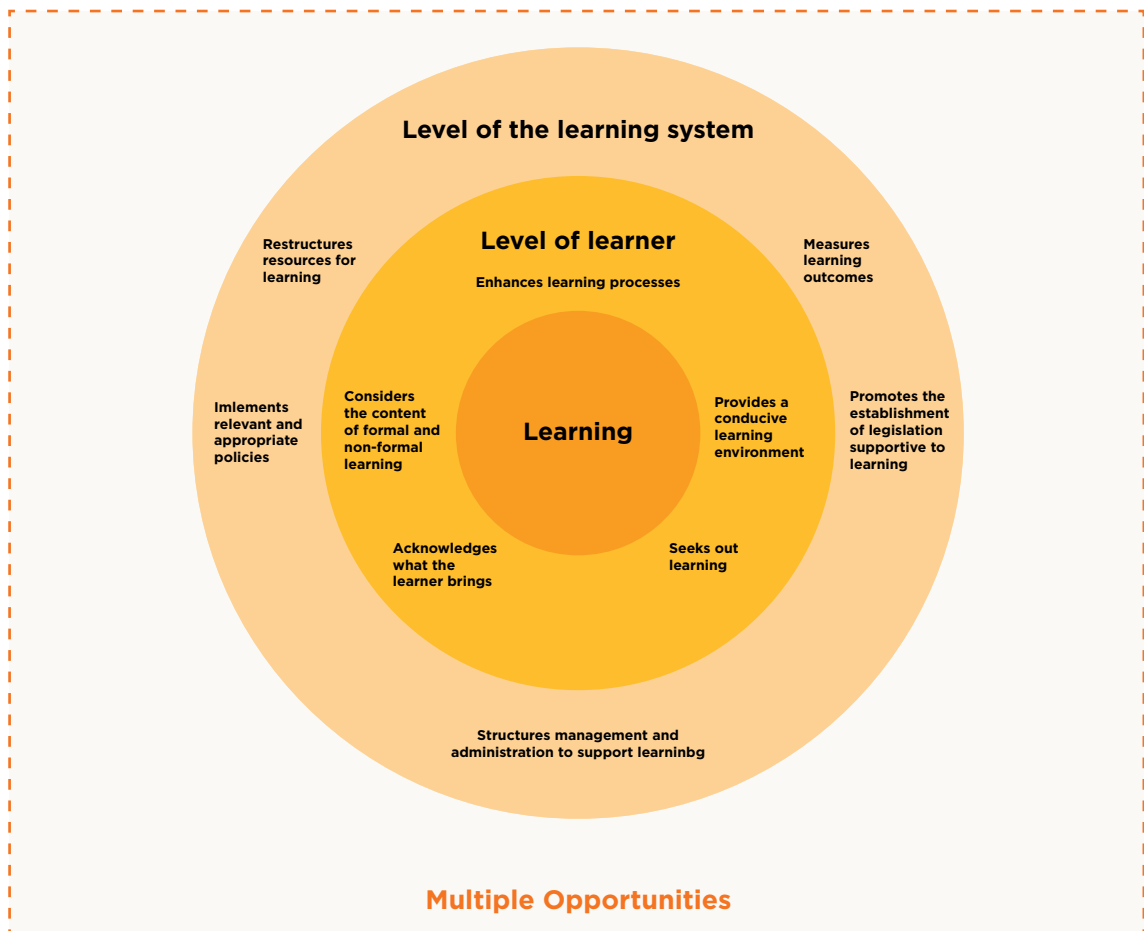 Level of the learning system
Level of learner
Enhances learning processes
Restructures
resources for
learning
Measures
learning
outcomes
Imlements
relevant and
appropriate
policies
Considers
the content
of formal and
non-formal
learning
Learning
Provides a
conducive
learning
environment
Promotes the
establishment
of legislation
supportive to
learning
Acknowledges
what the
learner brings
Seeks out
learning
Structures management and
administration to support learninbg
Multiple Opportunities